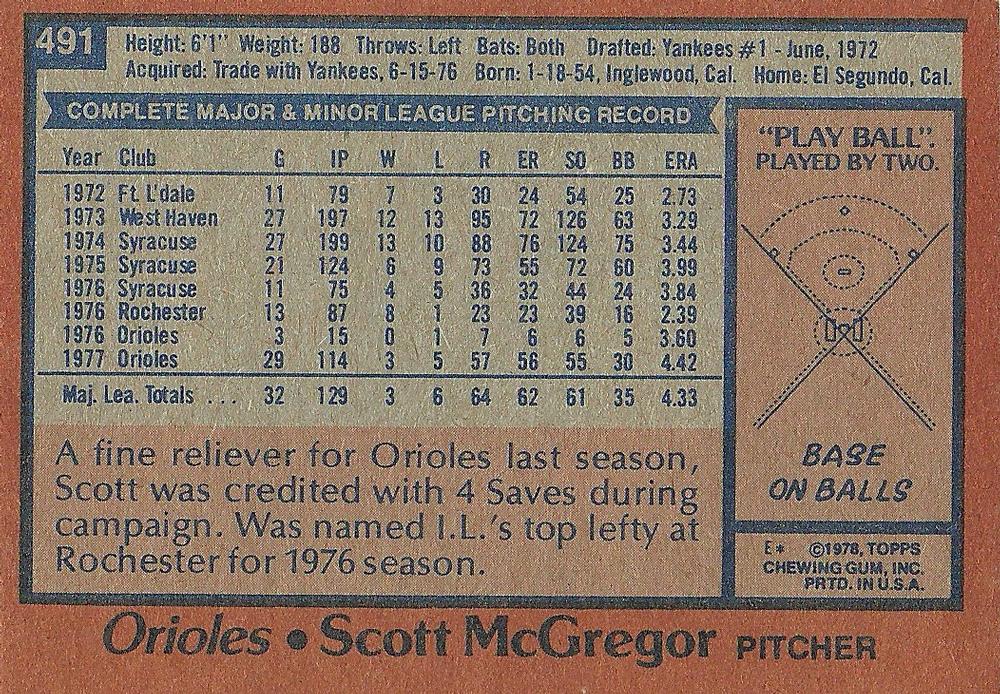 491
Height: 6'1" Weight: 188 Throws: Left Bats: Both Drafted: Yankees #1 - June, 1972
Acquired: Trade with Yankees, 6-15-76 Born: 1-18-54, Inglewood, Cal. Home: El Segundo, Cal.
COMPLETE MAJOR & MINOR LEAGUE PITCHING RECORD
Year Club G IP W L R ER SO BB ERA
1972 Ft. L'dale 11 79 7 3 30 24 54 25 2.73
1973 West Haven 27 197 12 13 95 72 126 63 3.29
1974 Syracuse 27 199 13 10 88 76 124 75 3.44
1975 Syracuse 21 124 6 9 73 55 72 60 3.99
1976 Syracuse 11 75 4 5 36 32 44 24 3.84
1976 Rochester 13 87 8 1 23 23 39 16 2.39
1976 Orioles 3 15 0 1 7 6 6 5 3.60
1977 Orioles 29 114 3 5 57 56 55 30 4.42
Maj. Lea. Totals ... 32 129 3 6 64 62 61 35 4.33
A fine reliever for Orioles last season,
Scott was credited with 4 Saves during
campaign. Was named I.L.'s top lefty at
Rochester for 1976 season.
"PLAY BALL".
PLAYED BY TWO.
BASE
ON BALLS
E* ©1978, TOPPS
CHEWING GUM, INC.
PRTD. IN U.S.A.
Orioles • Scott McGregor PITCHER